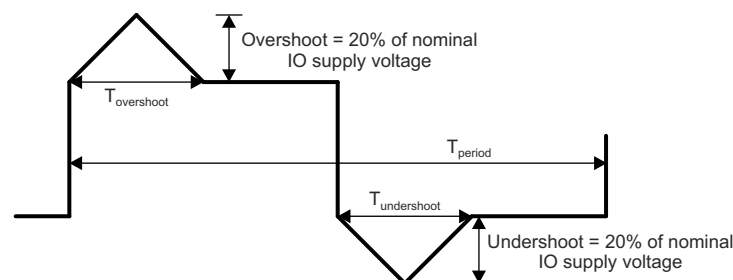 Overshoot = 20% of nominal
IO supply voltage
Tovershoot
Tperiod
Tundershoot
Undershoot = 20% of nominal
IO supply voltage